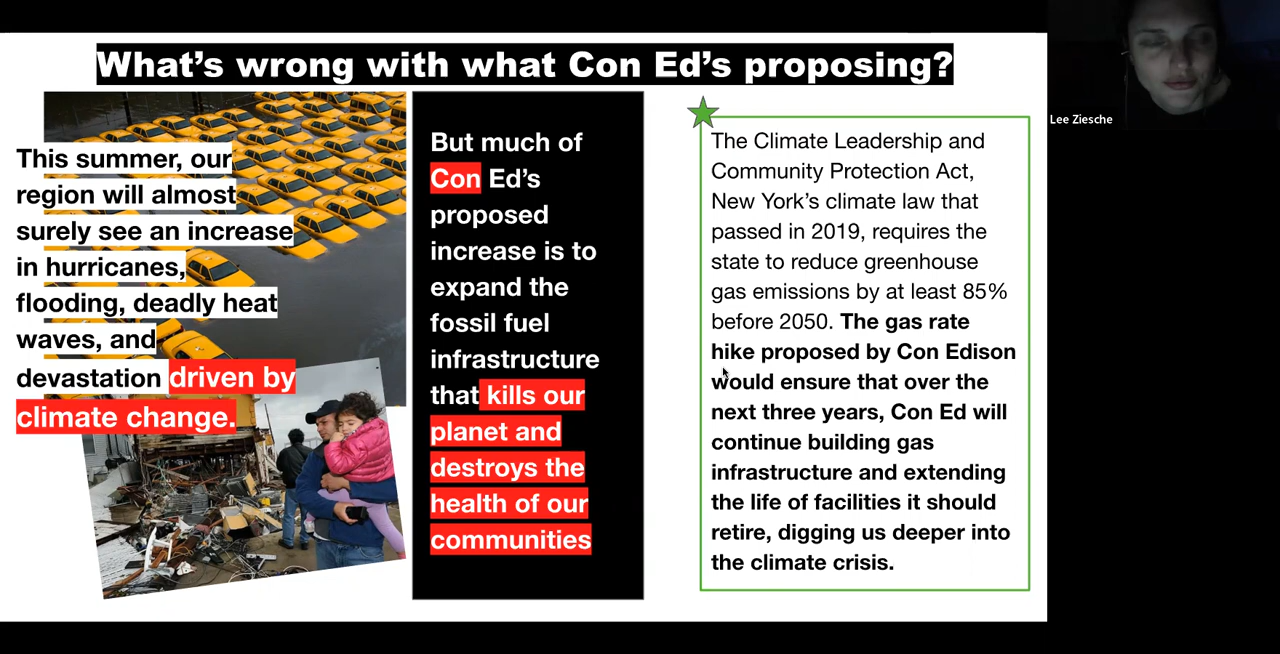 What's wrong with what Con Ed's proposing?
This summer, our
region will almost
surely see an increase
in hurricanes,
flooding, deadly heat
waves, and
devastation driven by
climate change.
But much of
Con Ed's
proposed
increase is to
expand the
fossil fuel
infrastructure
that kills our
planet and
destroys the
health of our
communities
The Climate Leadership and
Community Protection Act,
New York's climate law that
passed in 2019, requires the
state to reduce greenhouse
gas emissions by at least 85%
before 2050. The gas rate
hike proposed by Con Edison
would ensure that over the
next three years, Con Ed will
continue building gas
infrastructure and extending
the life of facilities it should
retire, digging us deeper into
the climate crisis.
Lee Ziesche